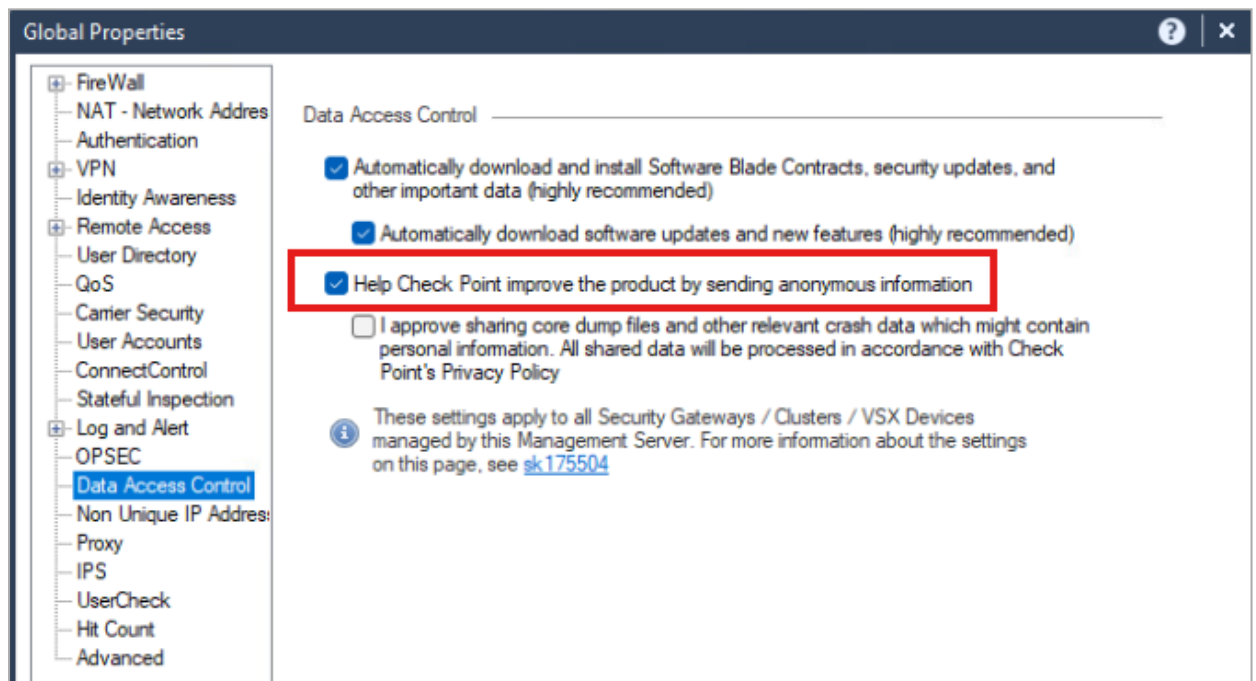 Global Properties
FireWall
NAT - Network Addres
Authentication
VPN
Identity Awareness
Remote Access
User Directory
QoS
Carrier Security
User Accounts
ConnectControl
Stateful Inspection
Log and Alert
OPSEC
Data Access Control
Non Unique IP Address
Proxy
IPS
UserCheck
Hit Count
Advanced
Data Access Control
Automatically download and install Software Blade Contracts, security updates, and
other important data (highly recommended)
Automatically download software updates and new features (highly recommended)
Help Check Point improve the product by sending anonymous information
I approve sharing core dump files and other relevant crash data which might contain
personal information. All shared data will be processed in accordance with Check
Point's Privacy Policy
These settings apply to all Security Gateways / Clusters / VSX Devices
managed by this Management Server. For more information about the settings
on this page, see sk175504